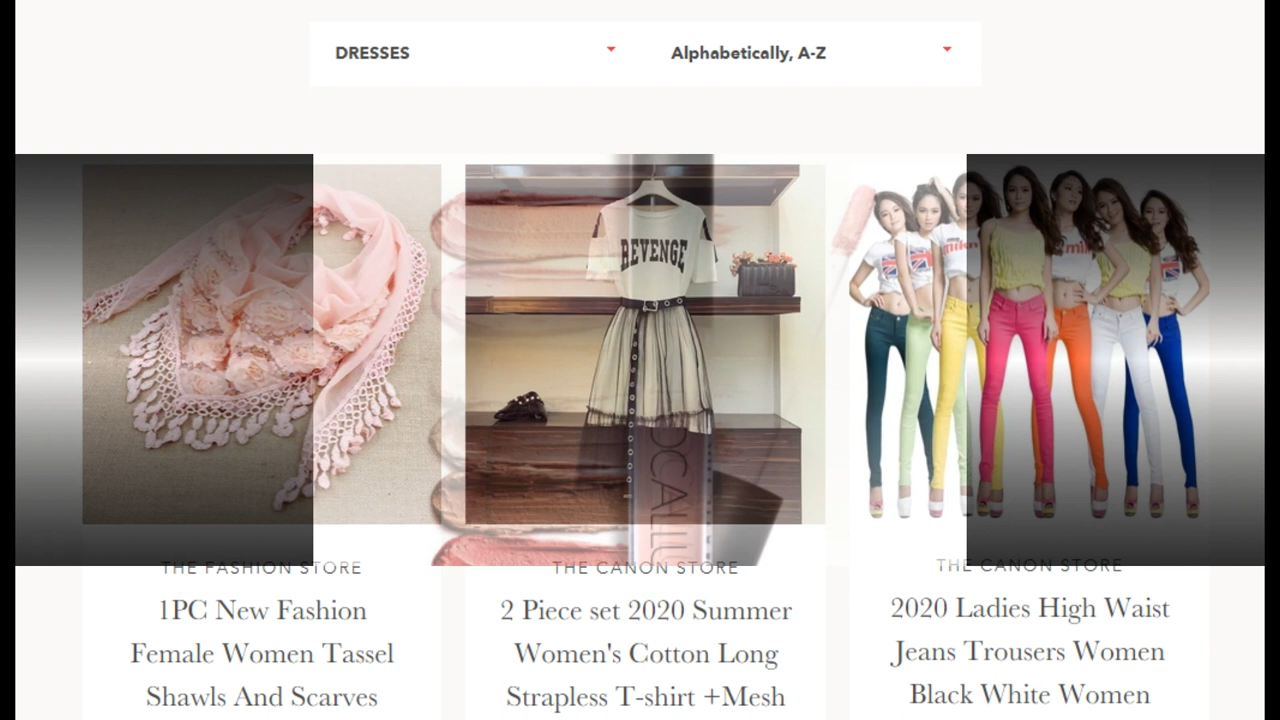 DRESSES
Alphabetically, A-Z
REVENGE
THE FASHION STORE
THE CANON STORE
THE CANON STORE
1PC New Fashion
Female Women Tassel
Shawls And Scarves
2 Piece set 2020 Summer
Women's Cotton Long
Strapless T-shirt +Mesh
2020 Ladies High Waist
Jeans Trousers Women
Black White Women